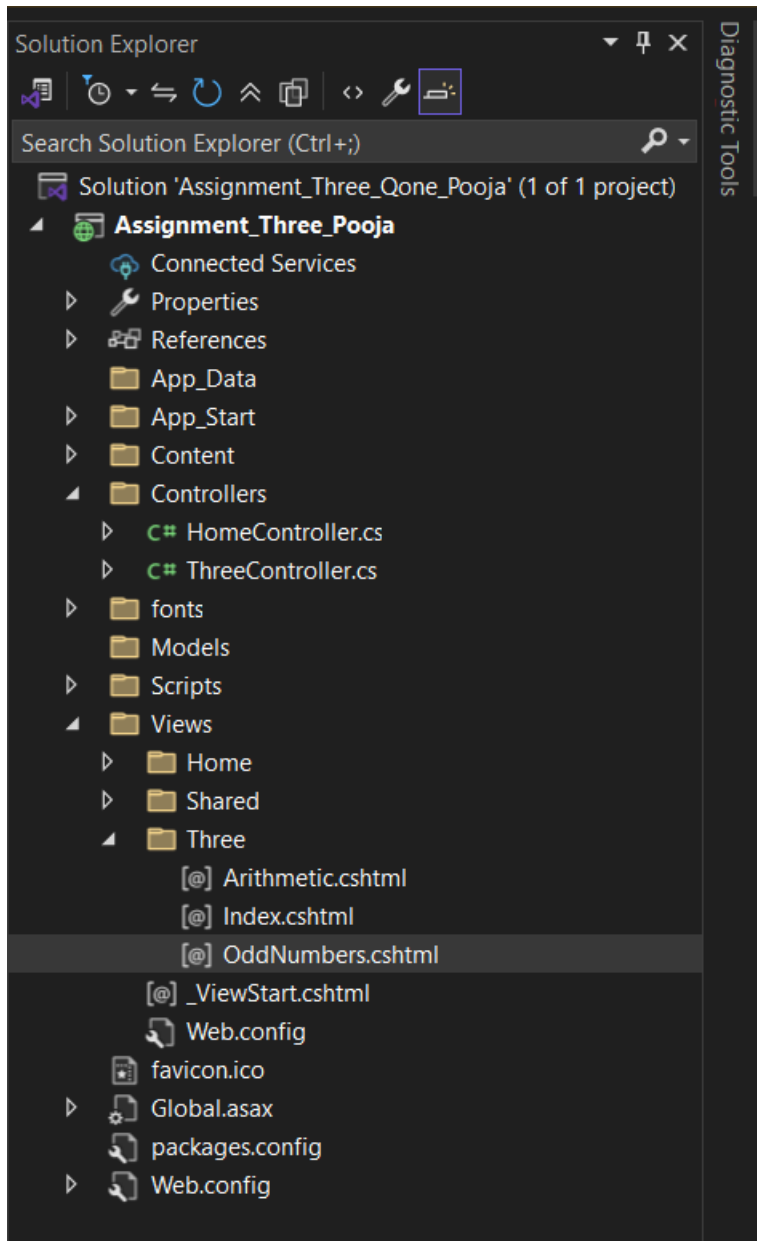 Solution Explorer
Search Solution Explorer (Ctrl+;)
Solution 'Assignment_Three_Qone_Pooja' (1 of 1 project)
Assignment_Three_Pooja
Connected Services
Properties
References
App_Data
App_Start
Content
Controllers
C# HomeController.cs
C# ThreeController.cs
fonts
Models
Scripts
Views
Home
Shared
Three
[@] Arithmetic.cshtml
[@] Index.cshtml
[@] OddNumbers.cshtml
[@] _ViewStart.cshtml
Web.config
favicon.ico
Global.asax
packages.config
Web.config
Diagnostic Tools